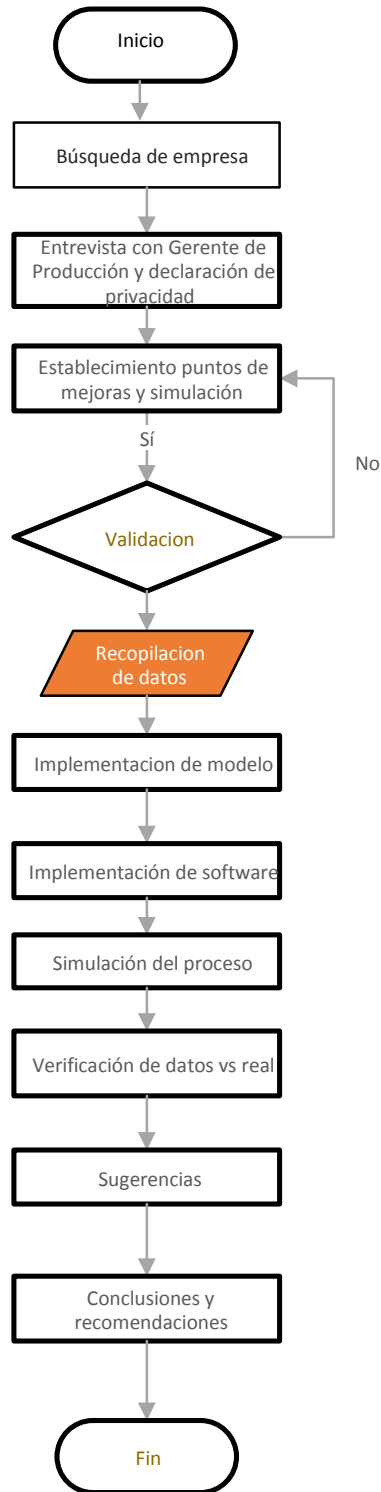 Inicio
Búsqueda de empresa
Entrevista con Gerente de
Producción y declaración de
privacidad
Establecimiento puntos de
mejoras y simulación
Sí
No
Validacion
Recopilacion
de datos
Implementacion de modelo
Implementación de software
Simulación del proceso
Verificación de datos vs real
Sugerencias
Conclusiones y
recomendaciones
Fin